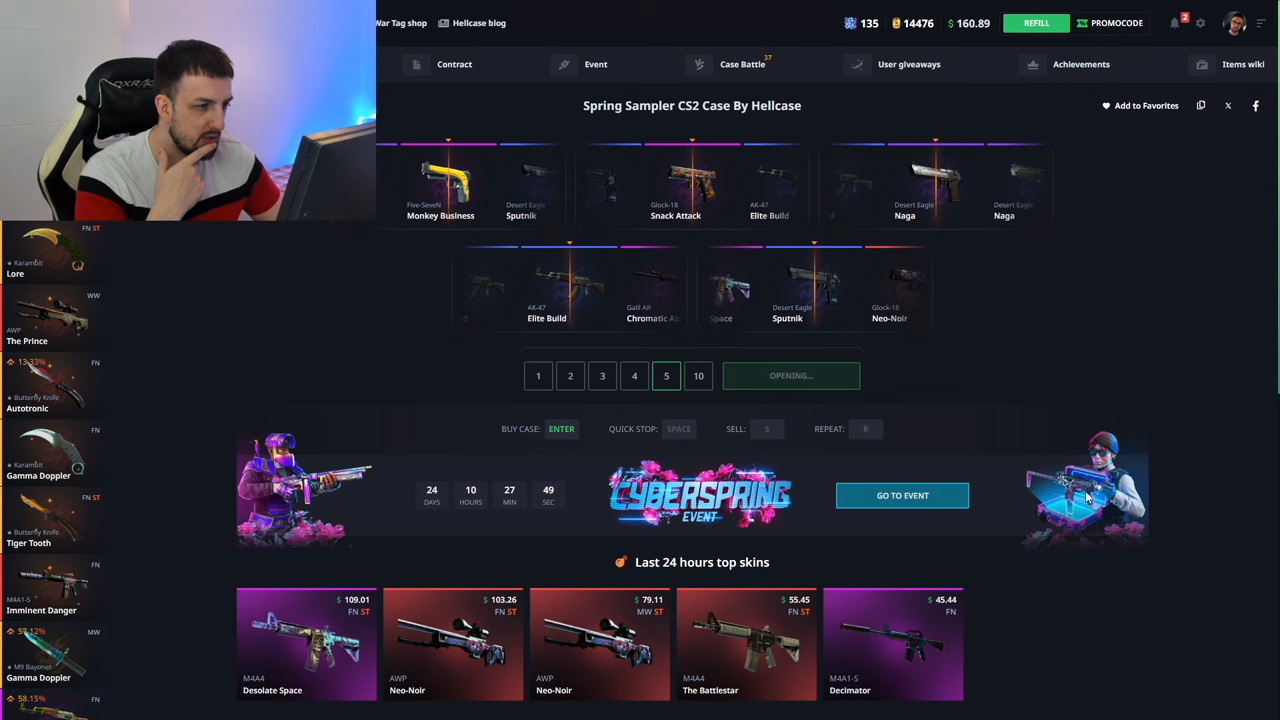 War Tag shop
Hellcase blog
135
14476
$ 160.89
REFILL
PROMOCODE
2
Contract
Event
Case Battle
37
User giveaways
Achievements
Items wiki
Spring Sampler CS2 Case By Hellcase
Add to Favorites
Five-SeveN
Monkey Business
Sputnik
Glock-18
Snack Attack
AK-47
Elite Build
Desert Eagle
Naga
Desert Eagle
Naga
AK-47
Elite Build
Galil AR
Chromatic Ab
Space
Desert Eagle
Sputnik
Glock-18
Neo-Noir
1
2
3
4
5
10
OPENING...
BUY CASE: ENTER
QUICK STOP: SPACE
SELL: S
REPEAT: R
24
DAYS
10
HOURS
27
MIN
49
SEC
CYBERSPRING
EVENT
GO TO EVENT
Last 24 hours top skins
$ 109.01
FN ST
M4A4
Desolate Space
$ 103.26
FN ST
AWP
Neo-Noir
$ 79.11
MW ST
AWP
Neo-Noir
$ 55.45
FN ST
M4A4
The Battlestar
$ 45.44
FN
M4A1-S
Decimator
FN ST
★ Karambit
Lore
WW
AWP
The Prince
13.33%
FN
★ Butterfly Knife
Autotronic
FN
★ Karambit
Gamma Doppler
FN ST
★ Butterfly Knife
Tiger Tooth
FN
M4A1-S
Imminent Danger
MW
★ M9 Bayonet
Gamma Doppler
58.15%
FN